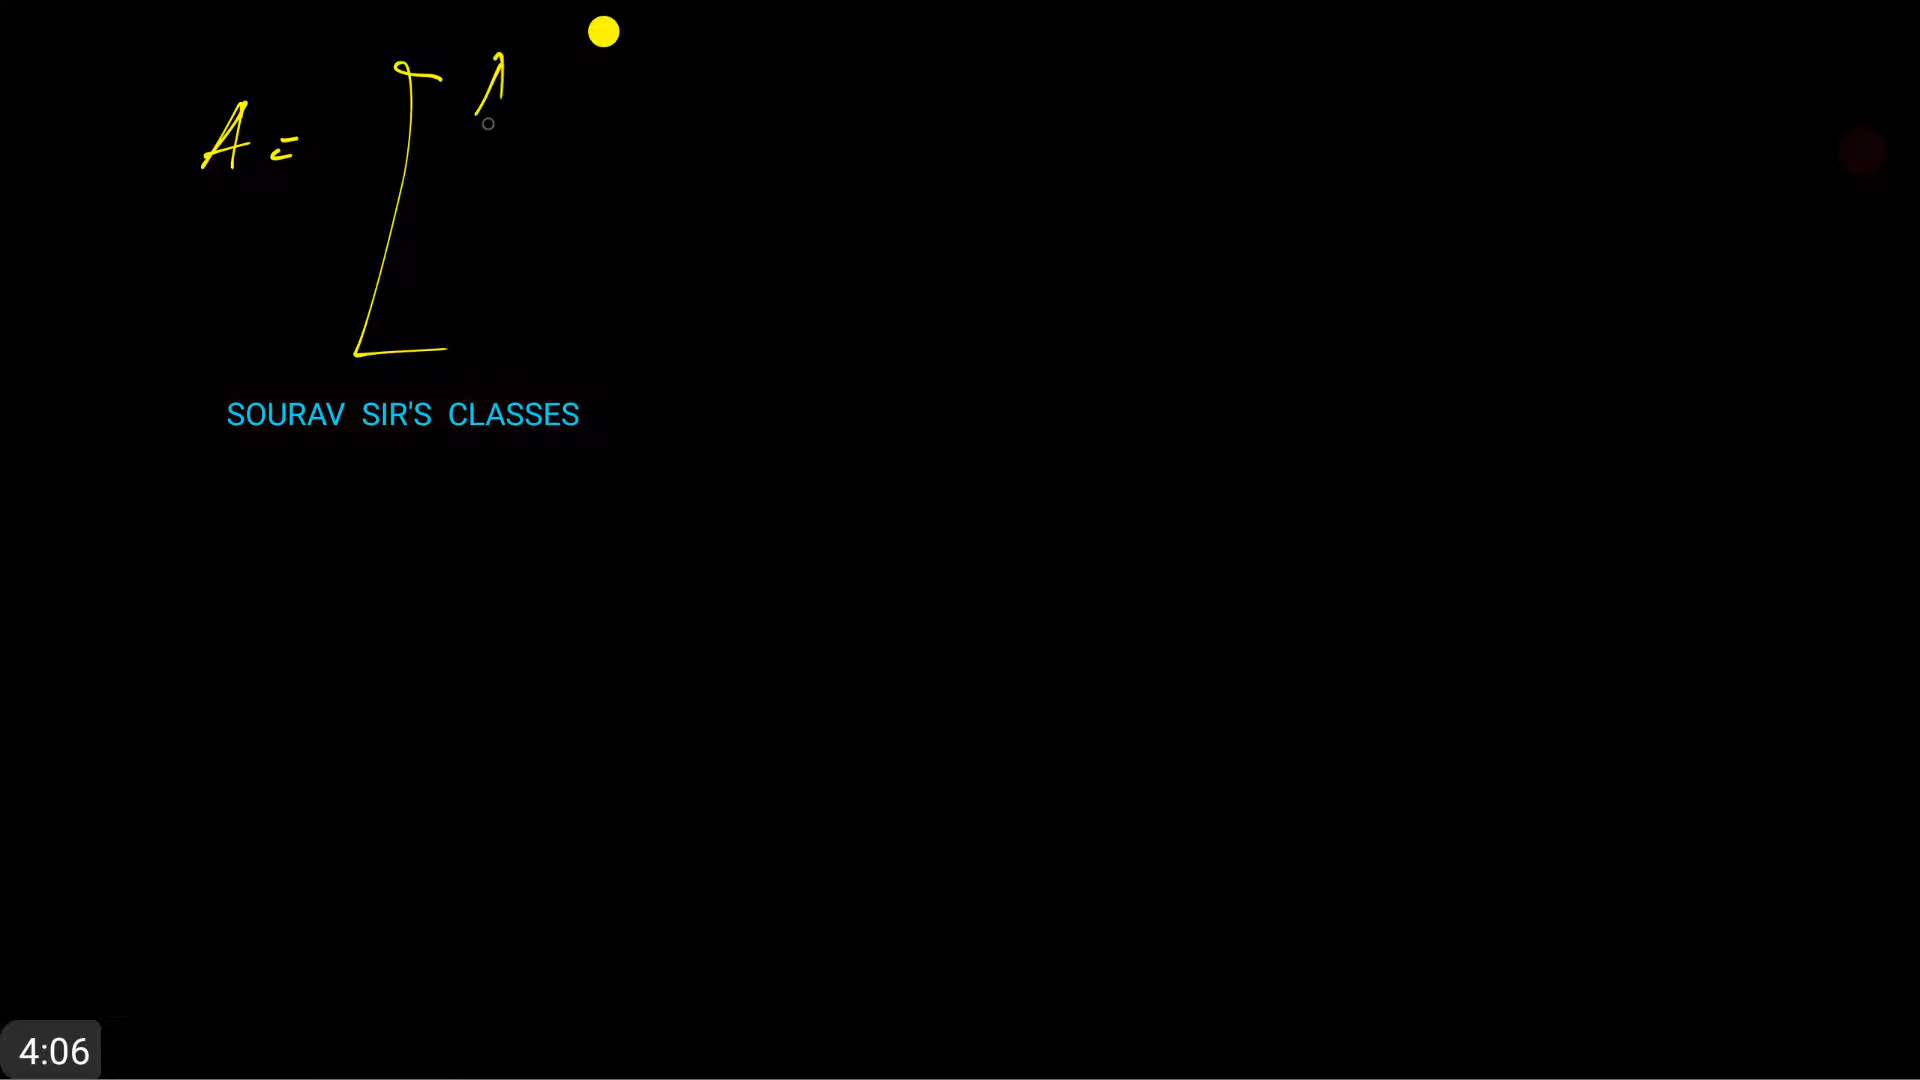 A = [ 1
SOURAV SIR'S CLASSES
4:06